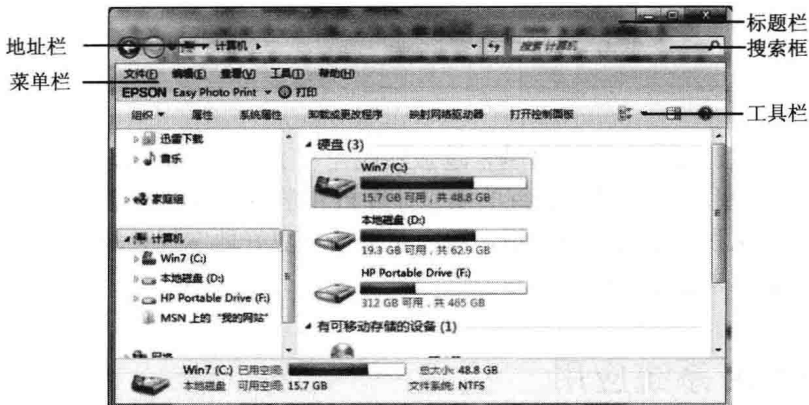 标题栏
地址栏
计算机
搜索 计算机
搜索框
菜单栏
文件(F) 编辑(E) 查看(V) 工具(T) 帮助(H)
EPSON Easy Photo Print 打印
组织 属性 系统属性 卸载或更改程序 映射网络驱动器 打开控制面板
工具栏
迅雷下载
音乐
家庭组
计算机
Win7 (C:)
本地磁盘 (D:)
HP Portable Drive (F:)
MSN 上的“我的网站”
网络
硬盘 (3)
Win7 (C:)
15.7 GB 可用，共 48.8 GB
本地磁盘 (D:)
19.3 GB 可用，共 62.9 GB
HP Portable Drive (F:)
312 GB 可用，共 465 GB
有可移动存储的设备 (1)
Win7 (C:) 已用空间: 总大小: 48.8 GB
本地磁盘 可用空间: 15.7 GB 文件系统: NTFS